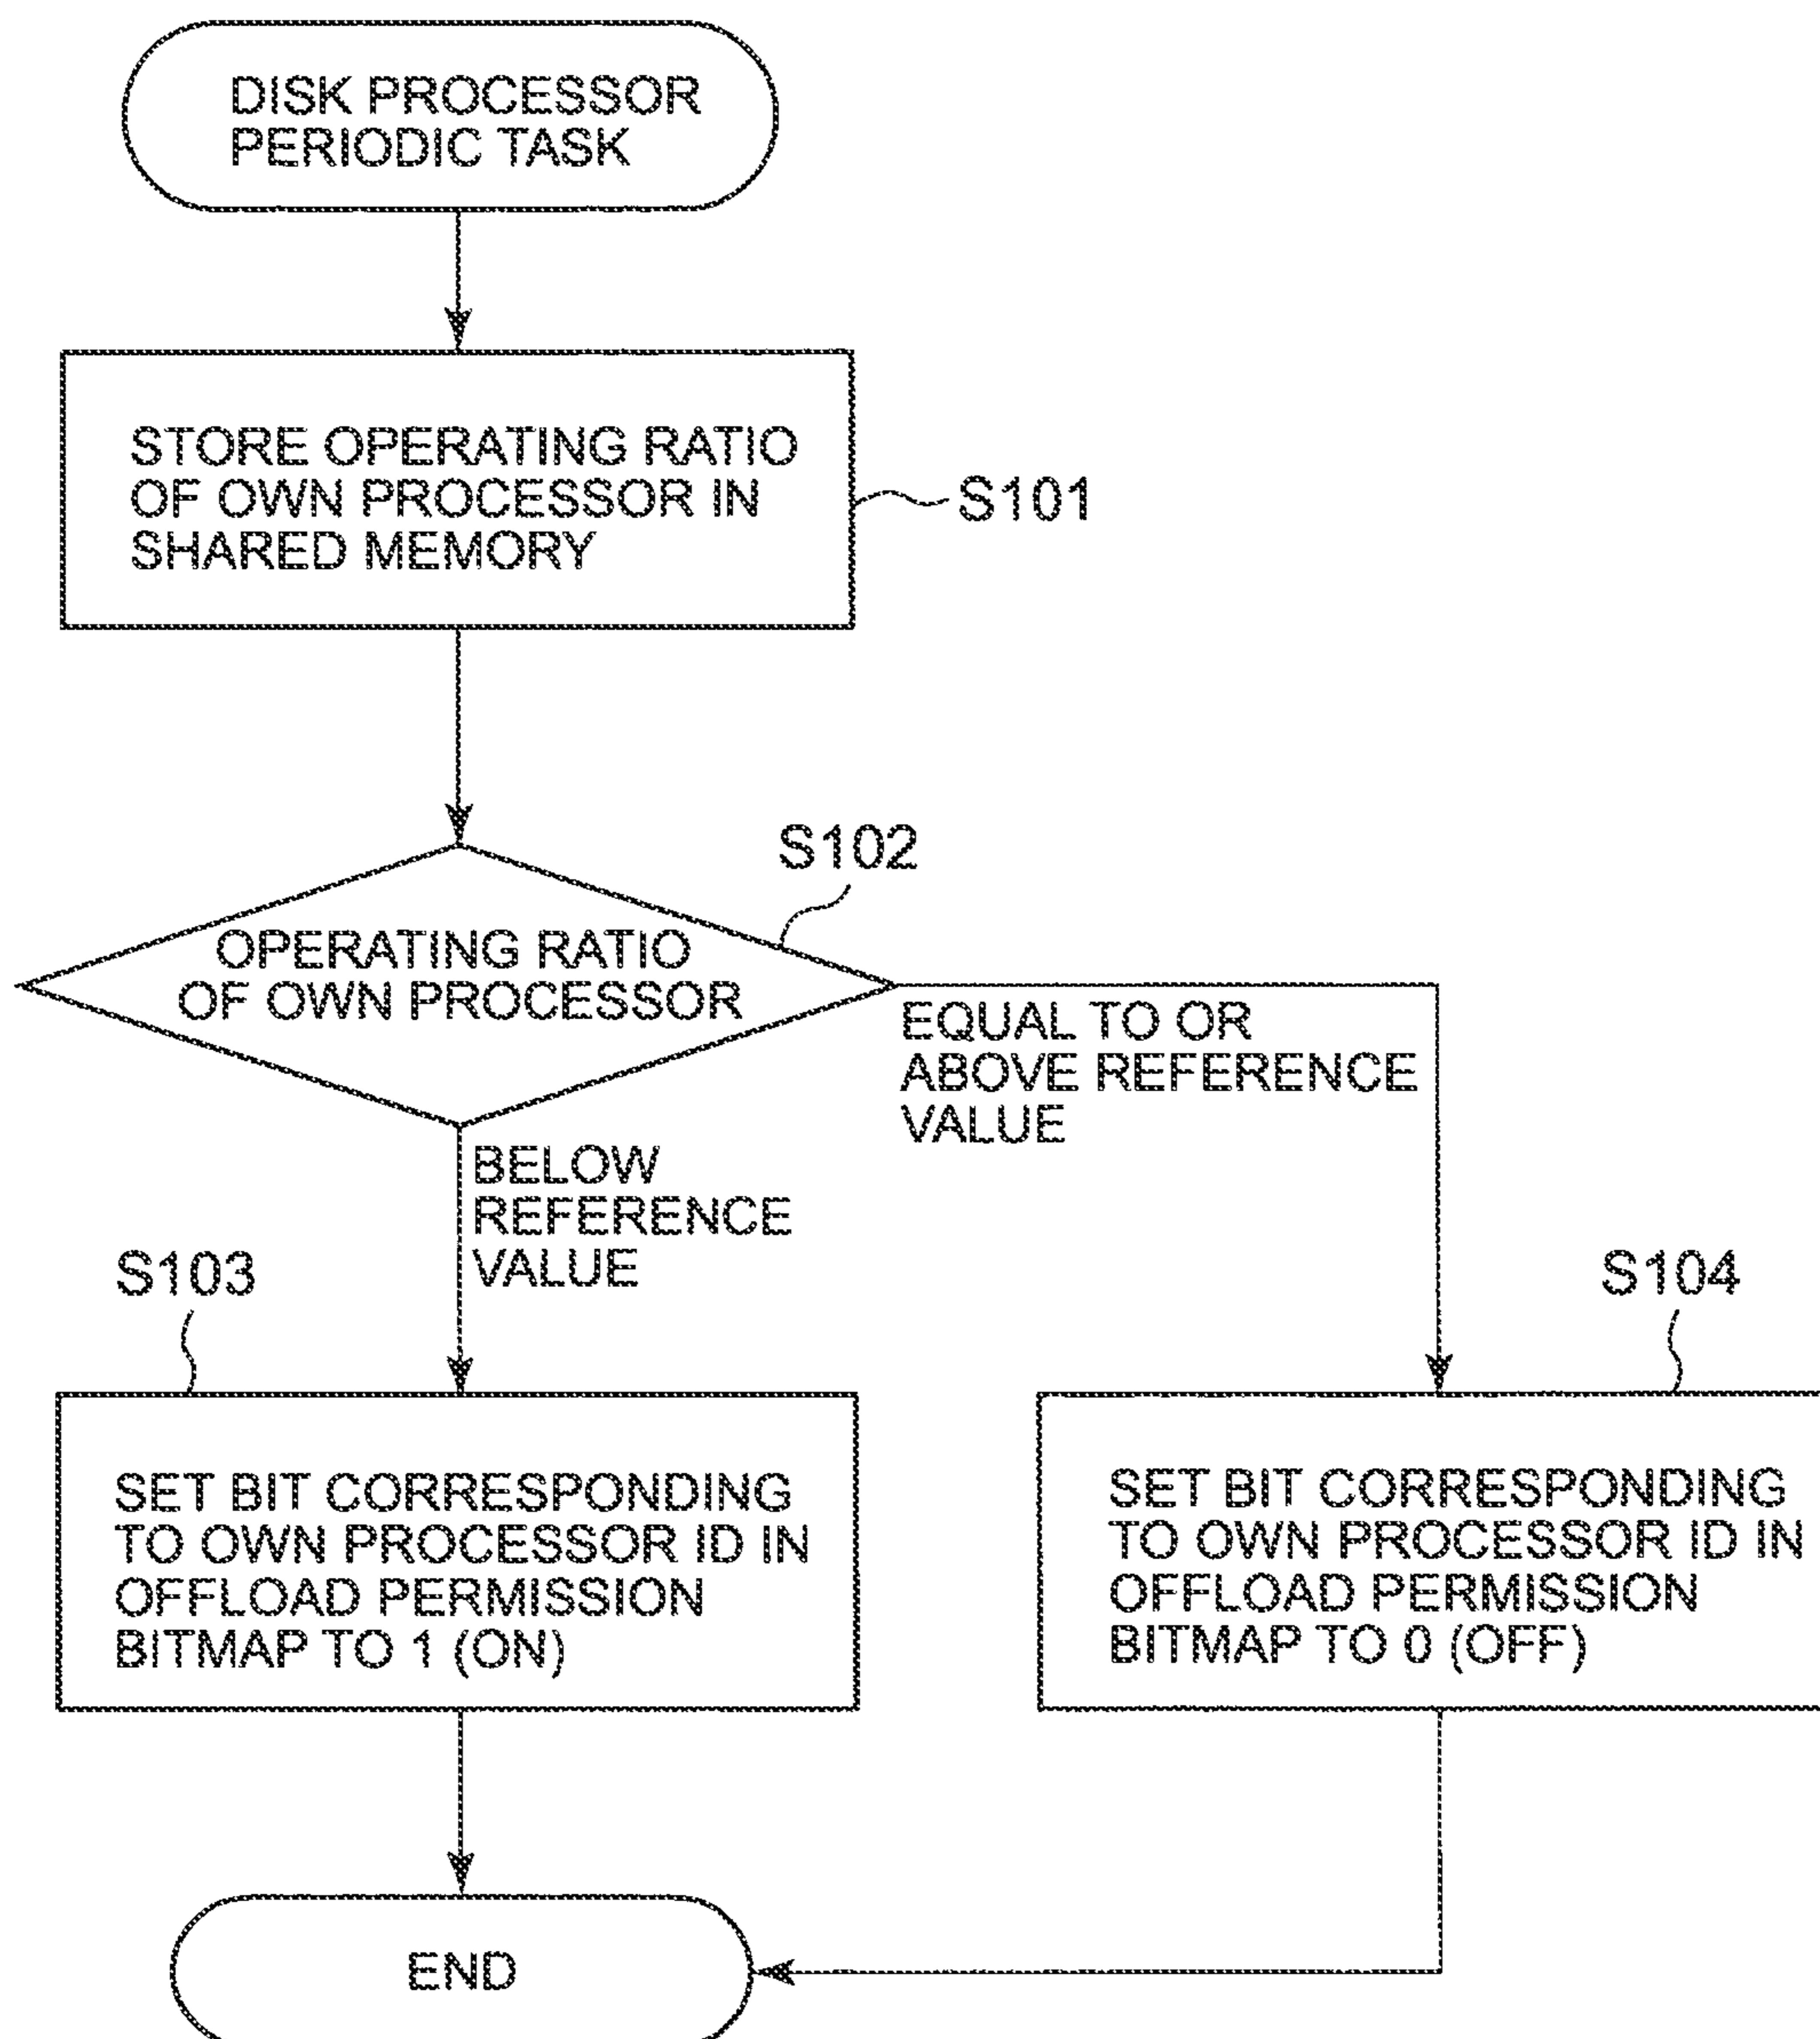 DISK PROCESSOR
PERIODIC TASK
STORE OPERATING RATIO
OF OWN PROCESSOR IN
SHARED MEMORY
S101
S102
OPERATING RATIO
OF OWN PROCESSOR
EQUAL TO OR
ABOVE REFERENCE
VALUE
BELOW
REFERENCE
VALUE
S103
S104
SET BIT CORRESPONDING
TO OWN PROCESSOR ID IN
OFFLOAD PERMISSION
BITMAP TO 1 (ON)
SET BIT CORRESPONDING
TO OWN PROCESSOR ID IN
OFFLOAD PERMISSION
BITMAP TO 0 (OFF)
END